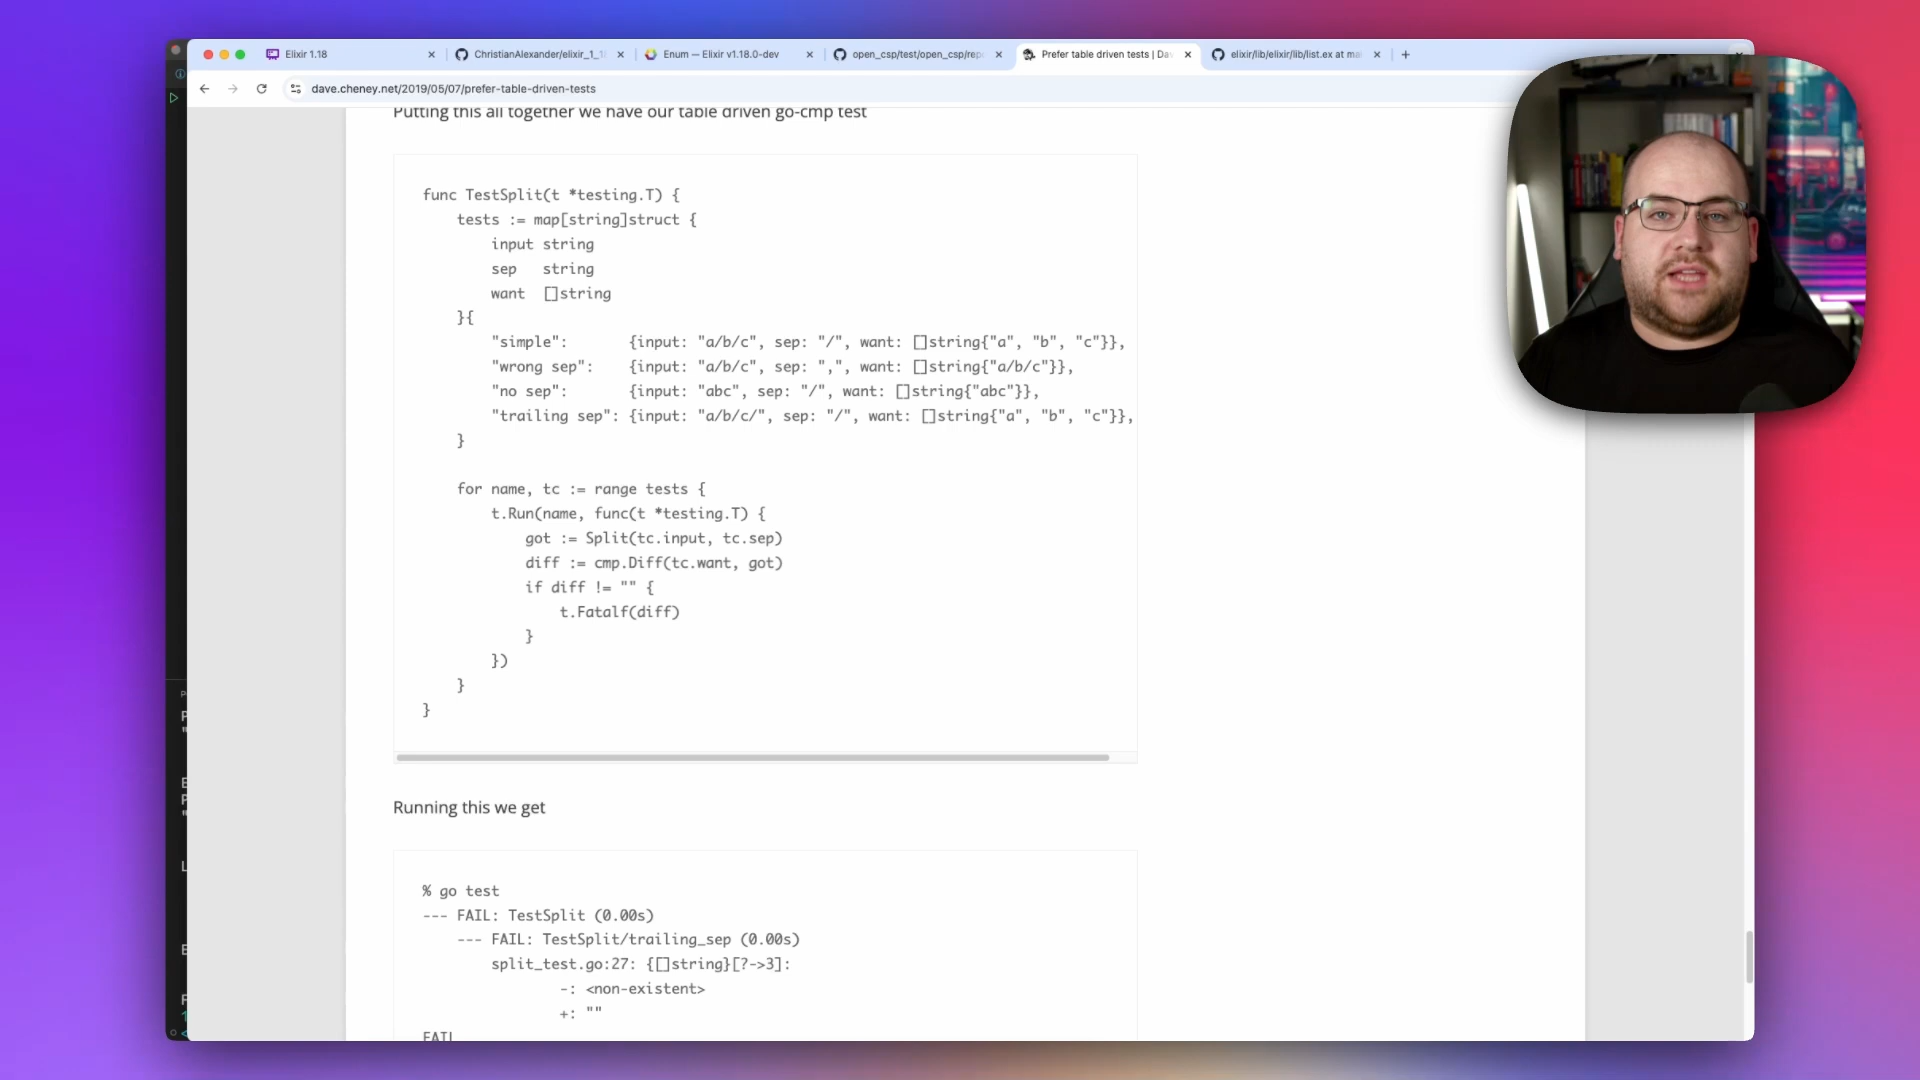 Elixir 1.18
ChristianAlexander/elixir_1_1
Enum — Elixir v1.18.0-dev
open_csp/test/open_csp/rep
Prefer table driven tests | Dav
elixir/lib/elixir/lib/list.ex at ma
dave.cheney.net/2019/05/07/prefer-table-driven-tests
Putting this all together we have our table driven go-cmp test
func TestSplit(t *testing.T) {
    tests := map[string]struct {
        input string
        sep   string
        want  []string
    }{
        "simple":       {input: "a/b/c", sep: "/", want: []string{"a", "b", "c"}},
        "wrong sep":    {input: "a/b/c", sep: ",", want: []string{"a/b/c"}},
        "no sep":       {input: "abc", sep: "/", want: []string{"abc"}},
        "trailing sep": {input: "a/b/c/", sep: "/", want: []string{"a", "b", "c"}},
    }
    for name, tc := range tests {
        t.Run(name, func(t *testing.T) {
            got := Split(tc.input, tc.sep)
            diff := cmp.Diff(tc.want, got)
            if diff != "" {
                t.Fatalf(diff)
            }
        })
    }
}
Running this we get
% go test
--- FAIL: TestSplit (0.00s)
    --- FAIL: TestSplit/trailing_sep (0.00s)
        split_test.go:27: {[]string}[?->3]:
                -: <non-existent>
                +: ""
FAIL